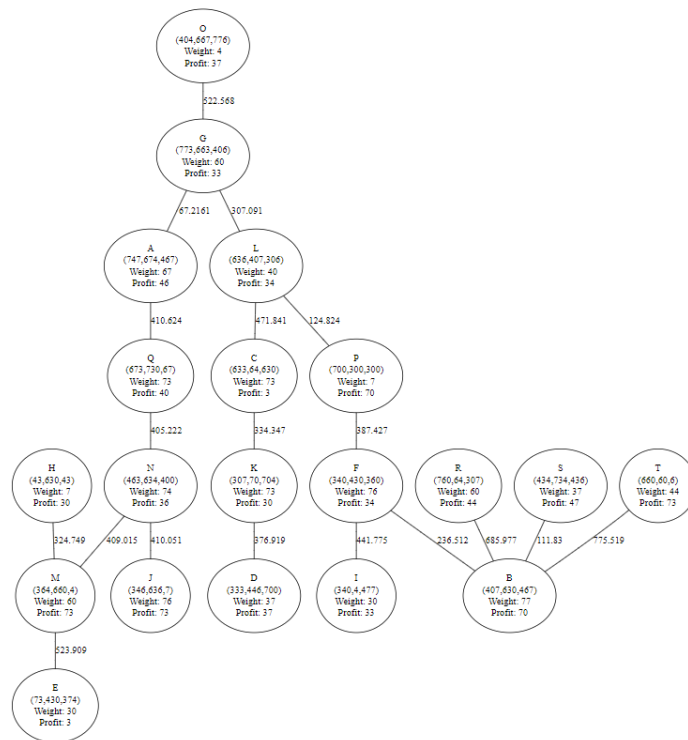 O
(404,667,776)
Weight: 4
Profit: 37
522.568
G
(773,663,406)
Weight: 60
Profit: 33
67.2161
307.091
A
(747,674,467)
Weight: 67
Profit: 46
L
(636,407,306)
Weight: 40
Profit: 34
410.624
471.841
124.824
Q
(673,730,67)
Weight: 73
Profit: 40
C
(633,64,630)
Weight: 73
Profit: 3
P
(700,300,300)
Weight: 7
Profit: 70
405.222
334.347
387.427
H
(43,630,43)
Weight: 7
Profit: 30
N
(463,634,400)
Weight: 74
Profit: 36
K
(307,70,704)
Weight: 73
Profit: 30
F
(340,430,360)
Weight: 76
Profit: 34
R
(760,64,307)
Weight: 60
Profit: 44
S
(434,734,436)
Weight: 37
Profit: 47
T
(660,60,6)
Weight: 44
Profit: 73
324.749
409.015
410.051
376.919
441.775
236.512
685.977
111.83
775.519
M
(364,660,4)
Weight: 60
Profit: 73
J
(346,636,7)
Weight: 76
Profit: 73
D
(333,446,700)
Weight: 37
Profit: 37
I
(340,4,477)
Weight: 30
Profit: 33
B
(407,630,467)
Weight: 77
Profit: 70
523.909
E
(73,430,374)
Weight: 30
Profit: 3